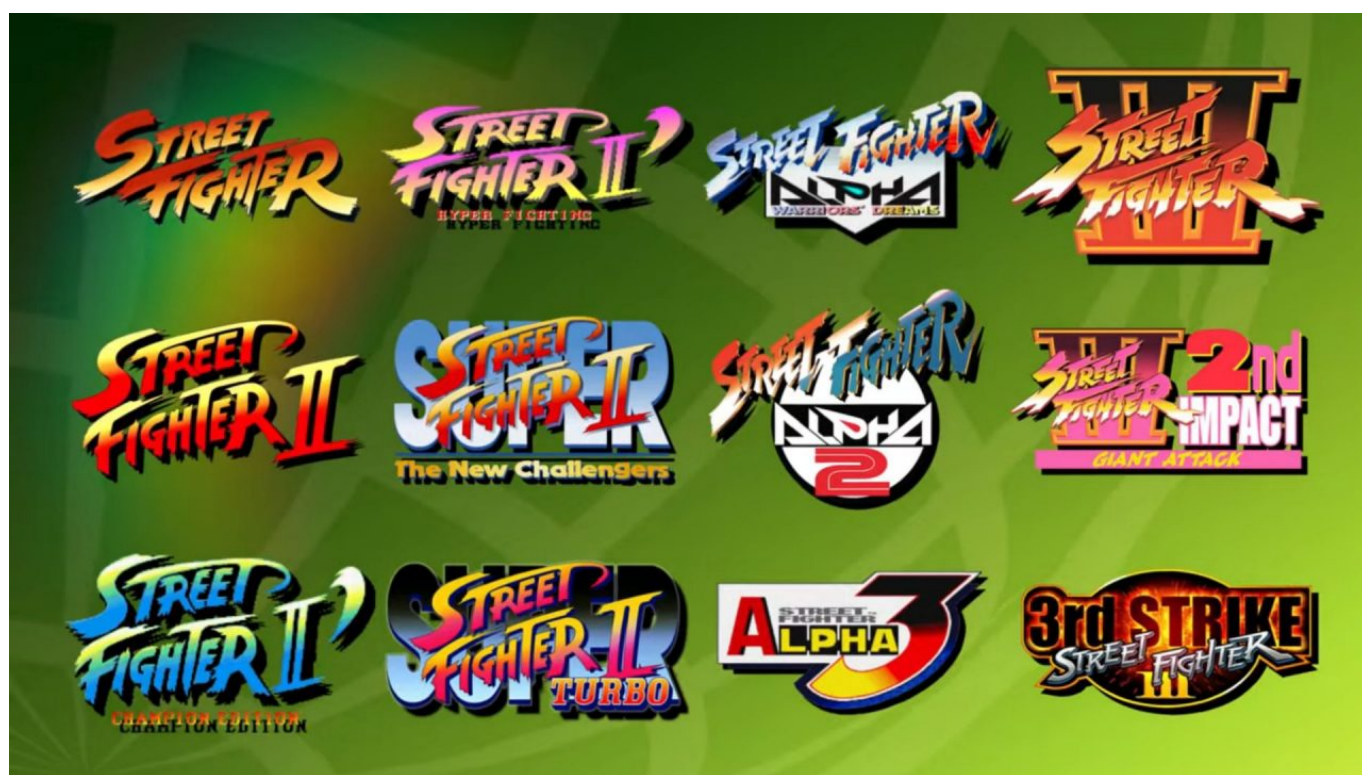 STREET
FIGHTER
STREET
FIGHTER II'
HYPER FIGHTING
STREET FIGHTER
ALPHA
WARRIORS' DREAMS
III
STREET
FIGHTER
STREET
FIGHTER II
SUPER
STREET
FIGHTER II
The New Challengers
STREET FIGHTER
ALPHA
2
III
STREET
FIGHTER
2nd
IMPACT
GIANT ATTACK
STREET
FIGHTER II'
CHAMPION EDITION
SUPER
STREET
FIGHTER II
TURBO
STREET
FIGHTER
ALPHA 3
3rd STRIKE
STREET FIGHTER
III